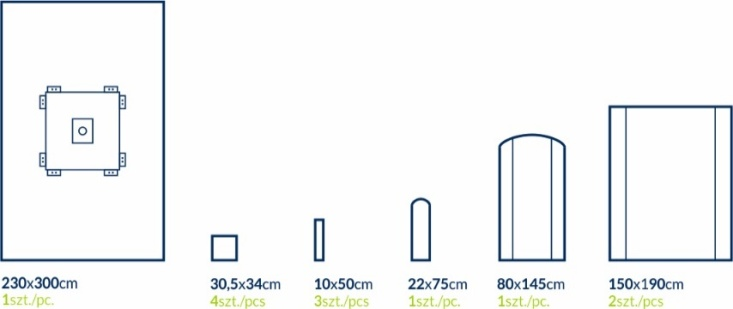 230x300cm
1szt./pc.
30,5x34cm
4szt./pcs
10x50cm
3szt./pcs
22x75cm
1szt./pc.
80x145cm
1szt./pc.
150x190cm
2szt./pcs